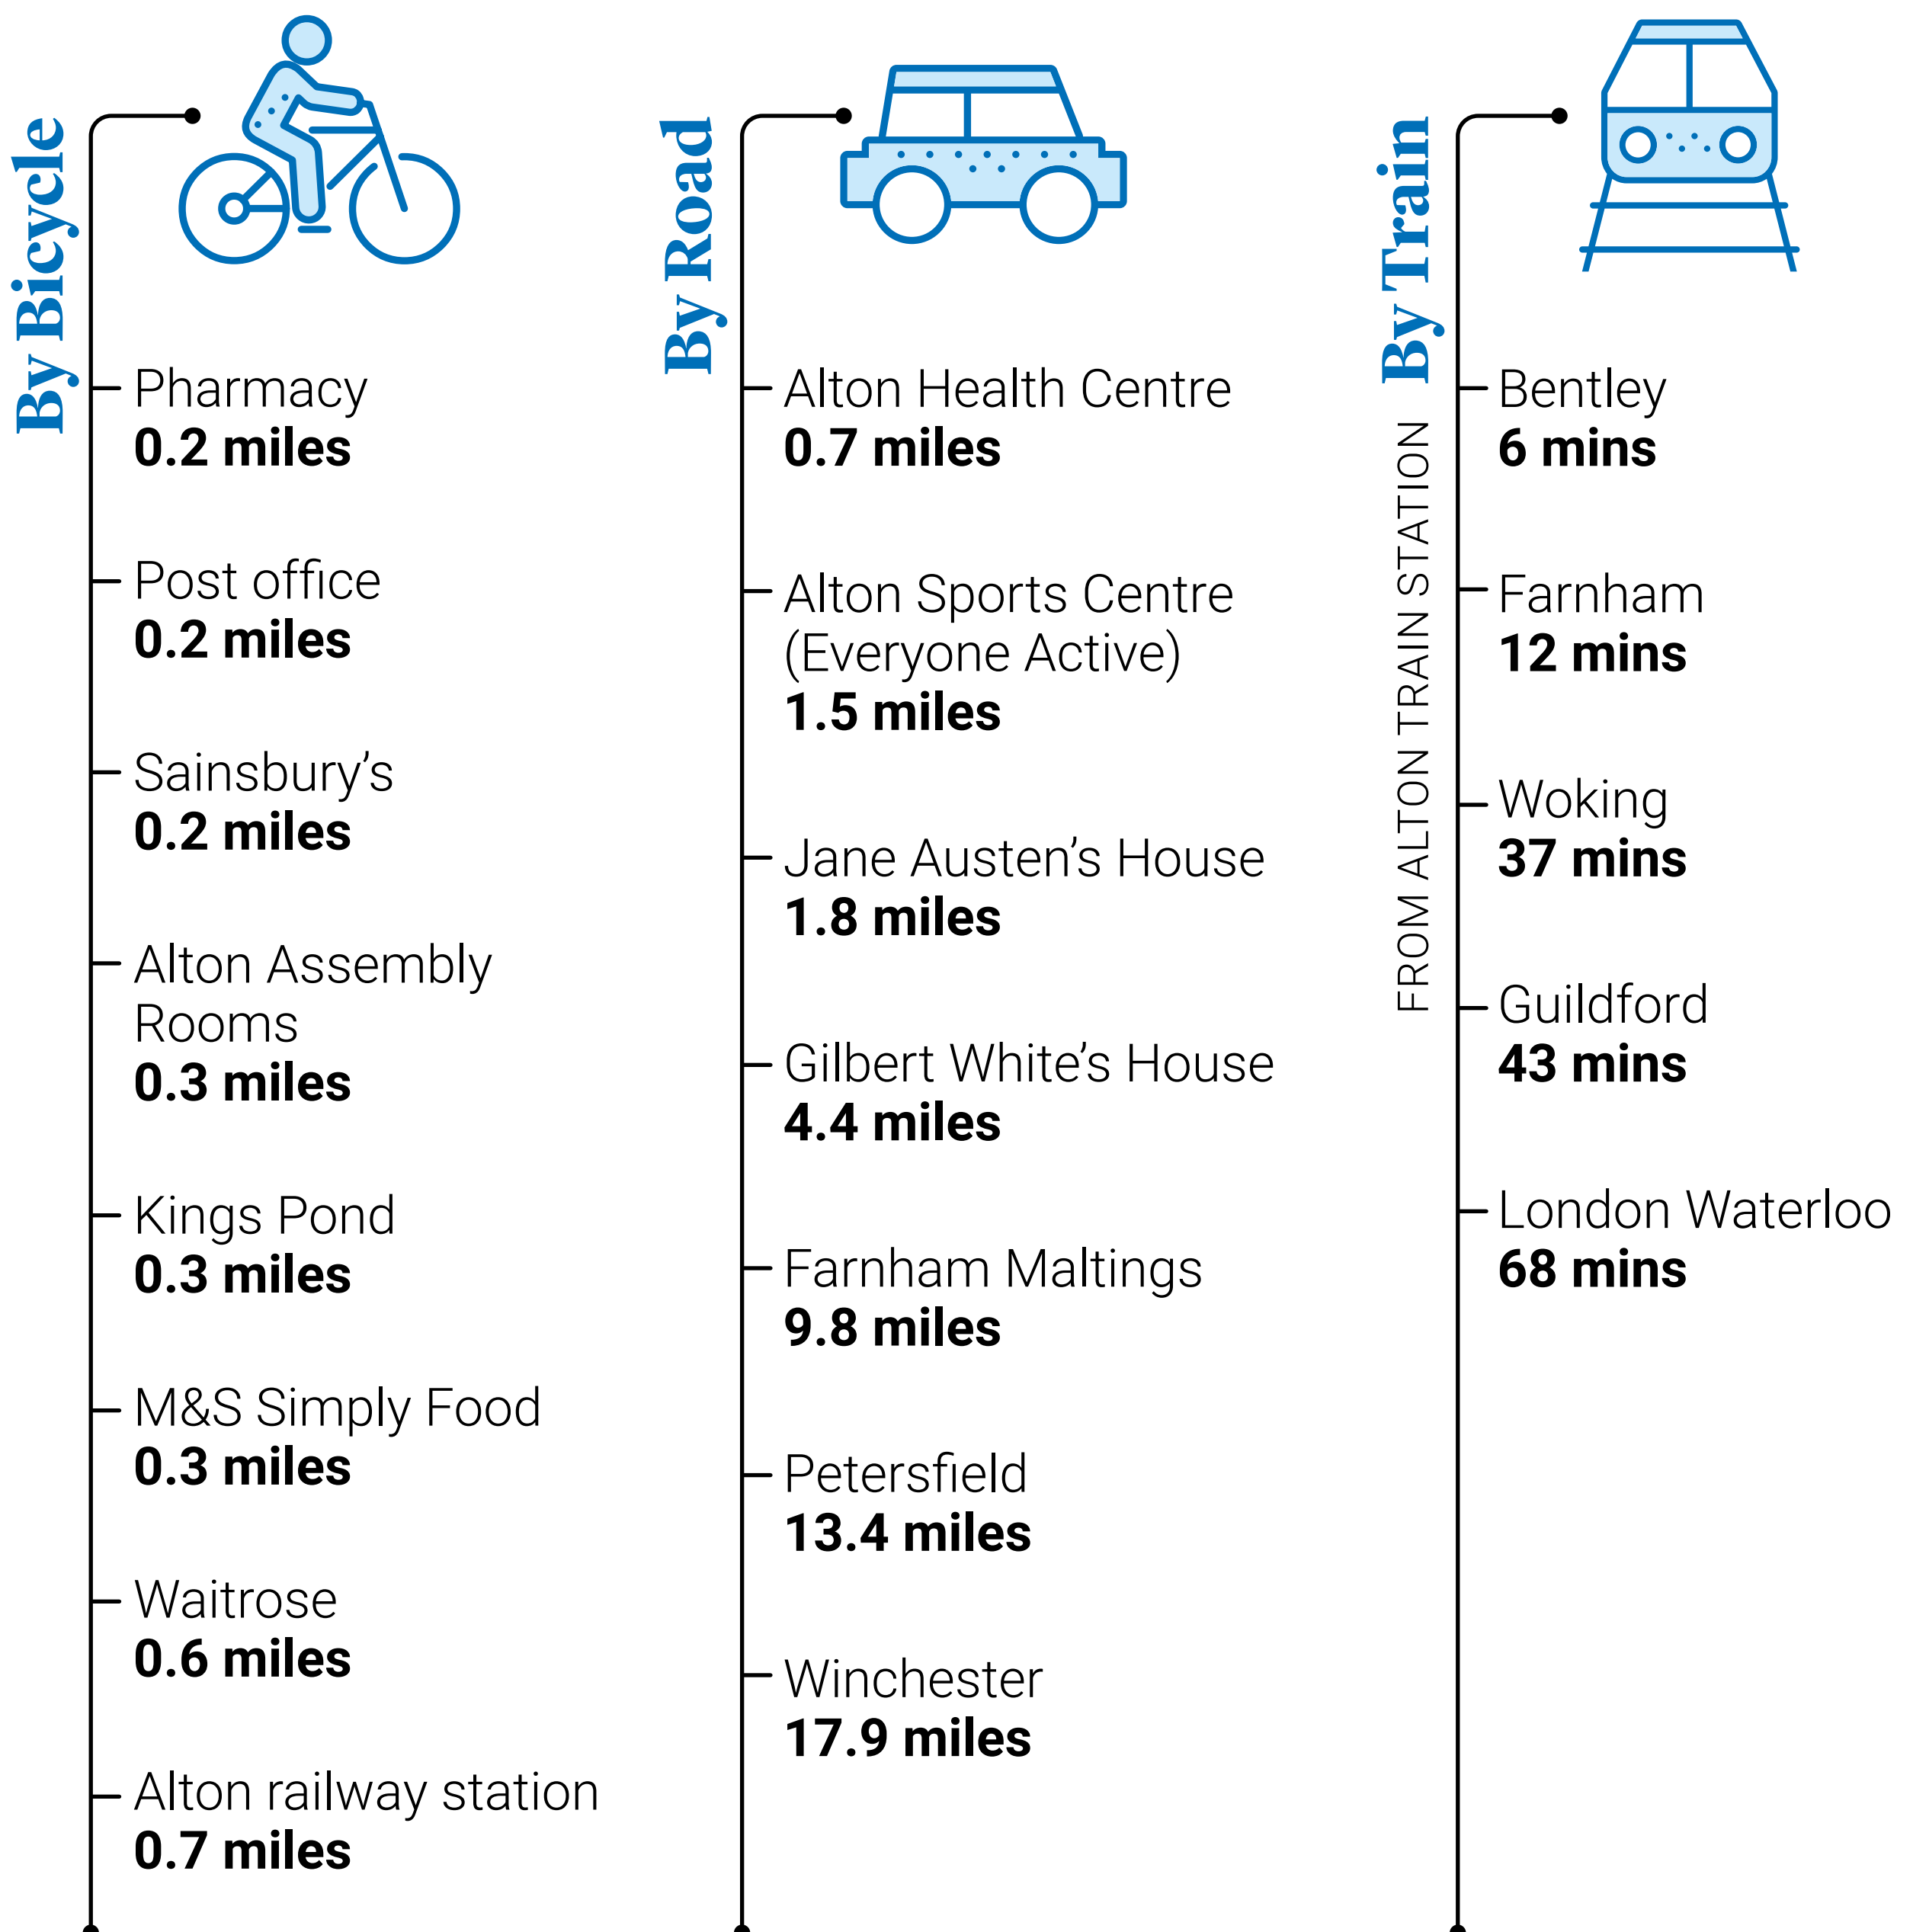 By Bicycle
Pharmacy
0.2 miles
Post office
0.2 miles
Sainsbury’s
0.2 miles
Alton Assembly
Rooms
0.3 miles
Kings Pond
0.3 miles
M&S Simply Food
0.3 miles
Waitrose
0.6 miles
Alton railway station
0.7 miles
By Road
Alton Health Centre
0.7 miles
Alton Sports Centre
(Everyone Active)
1.5 miles
Jane Austen’s House
1.8 miles
Gilbert White’s House
4.4 miles
Farnham Maltings
9.8 miles
Petersfield
13.4 miles
Winchester
17.9 miles
By Train
FROM ALTON TRAIN STATION
Bentley
6 mins
Farnham
12 mins
Woking
37 mins
Guildford
43 mins
London Waterloo
68 mins